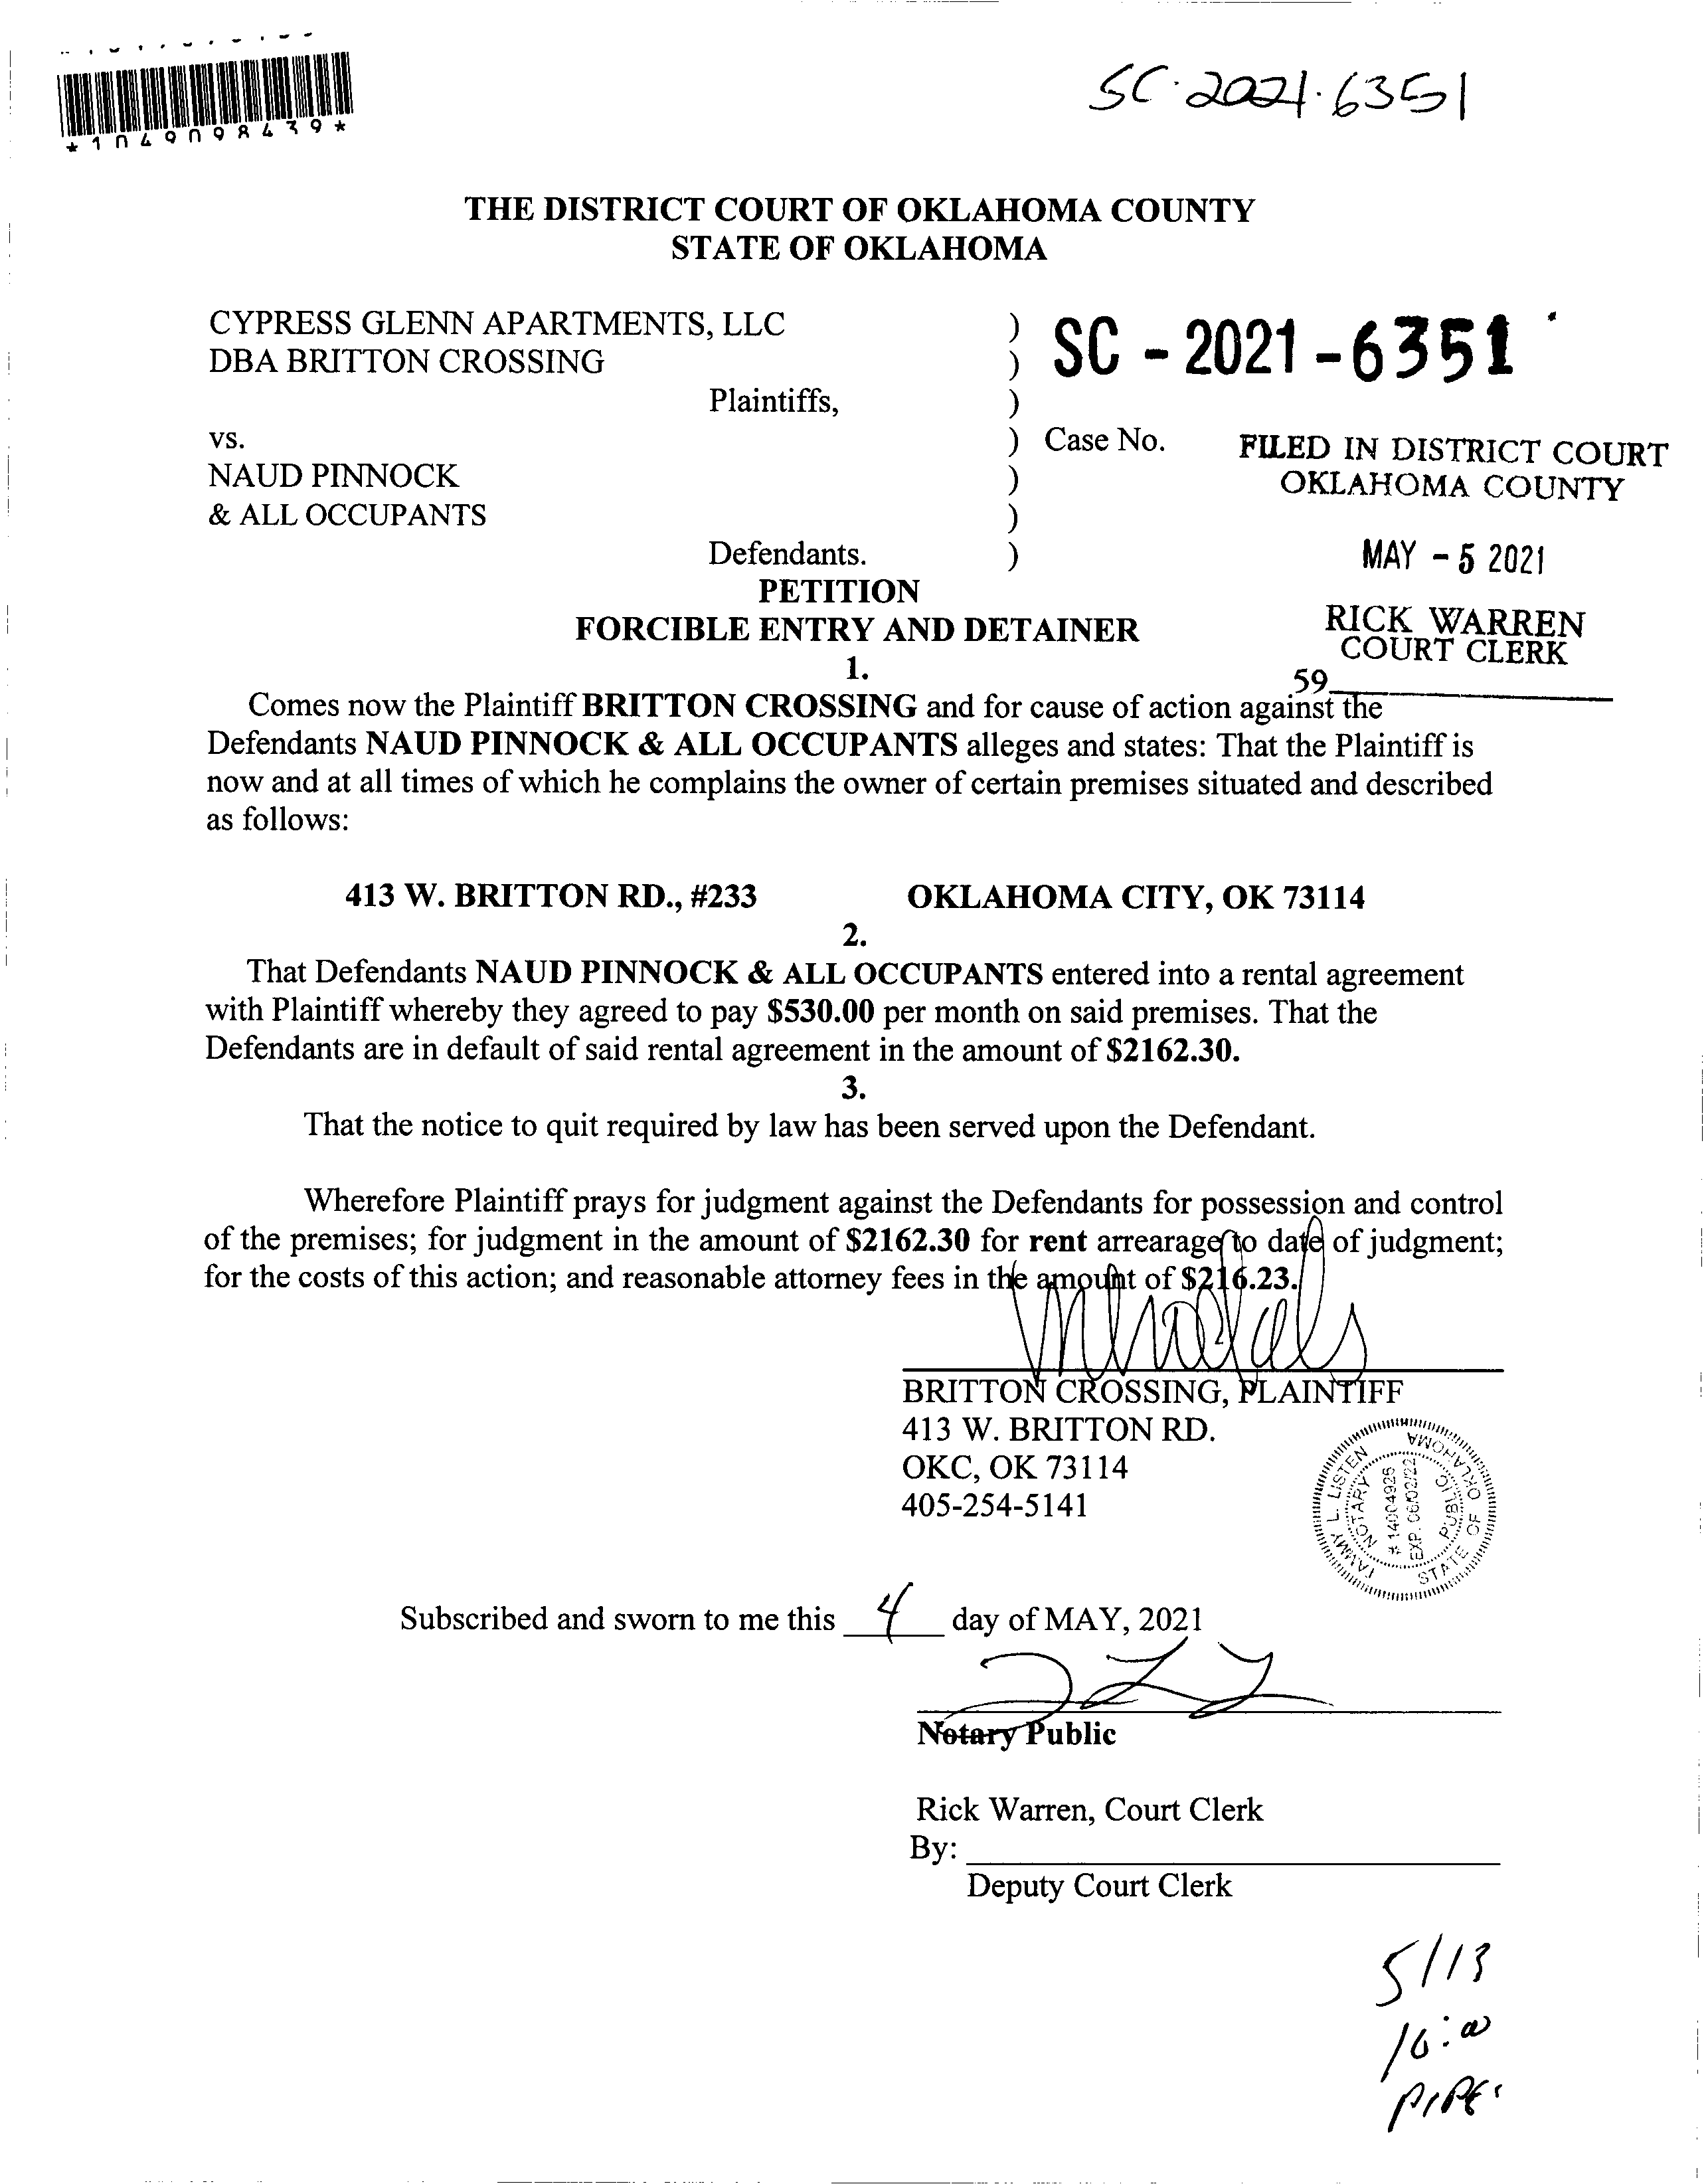 *1049098439*
SC-2021-6351
THE DISTRICT COURT OF OKLAHOMA COUNTY
STATE OF OKLAHOMA
CYPRESS GLENN APARTMENTS, LLC )
DBA BRITTON CROSSING ) SC - 2021 - 6351
Plaintiffs, )
vs. ) Case No. FILED IN DISTRICT COURT
NAUD PINNOCK ) OKLAHOMA COUNTY
& ALL OCCUPANTS )
Defendants. ) MAY - 5 2021
PETITION
FORCIBLE ENTRY AND DETAINER RICK WARREN
COURT CLERK
1.
59
Comes now the Plaintiff BRITTON CROSSING and for cause of action against the
Defendants NAUD PINNOCK & ALL OCCUPANTS alleges and states: That the Plaintiff is
now and at all times of which he complains the owner of certain premises situated and described
as follows:
413 W. BRITTON RD., #233 OKLAHOMA CITY, OK 73114
2.
That Defendants NAUD PINNOCK & ALL OCCUPANTS entered into a rental agreement
with Plaintiff whereby they agreed to pay $530.00 per month on said premises. That the
Defendants are in default of said rental agreement in the amount of $2162.30.
3.
That the notice to quit required by law has been served upon the Defendant.
Wherefore Plaintiff prays for judgment against the Defendants for possession and control
of the premises; for judgment in the amount of $2162.30 for rent arrearage to date of judgment;
for the costs of this action; and reasonable attorney fees in the amount of $216.23.
BRITTON CROSSING, PLAINTIFF
413 W. BRITTON RD.
OKC, OK 73114
405-254-5141
TAMMY L. LISTEN
NOTARY PUBLIC
# 14004926
EXP. 06/02/22
STATE OF OKLAHOMA
Subscribed and sworn to me this 4 day of MAY, 2021
Notary Public
Rick Warren, Court Clerk
By:
Deputy Court Clerk
5/13